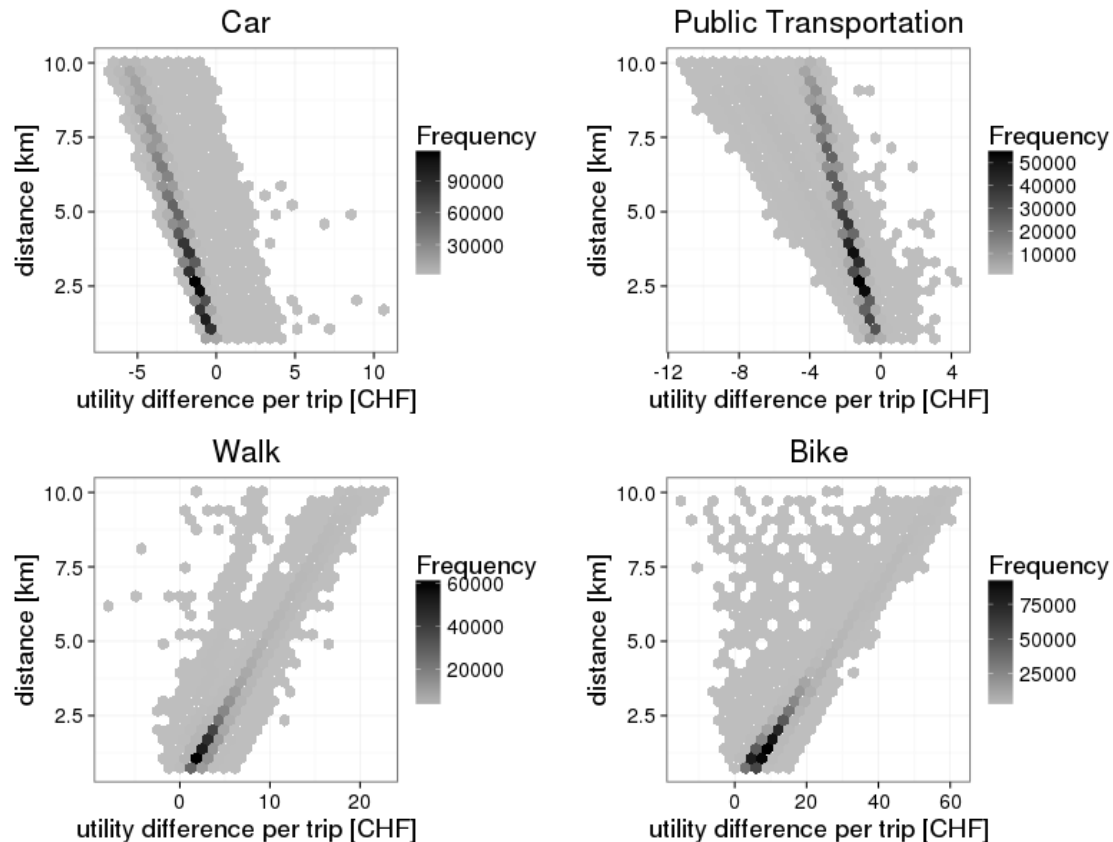 Car
Public Transportation
10.0
7.5
5.0
2.5
distance [km]
-5
0
5
10
utility difference per trip [CHF]
Frequency
90000
60000
30000
10.0
7.5
5.0
2.5
distance [km]
-12
-8
-4
0
4
utility difference per trip [CHF]
Frequency
50000
40000
30000
20000
10000
Walk
Bike
10.0
7.5
5.0
2.5
distance [km]
0
10
20
utility difference per trip [CHF]
Frequency
60000
40000
20000
10.0
7.5
5.0
2.5
distance [km]
0
20
40
60
utility difference per trip [CHF]
Frequency
75000
50000
25000